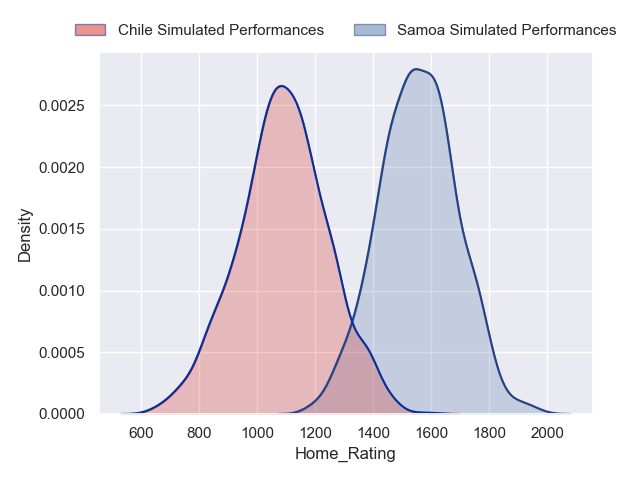 Chile Simulated Performances
Samoa Simulated Performances
0.0025
0.0020
0.0015
0.0010
0.0005
0.0000
Density
600 800 1000 1200 1400 1600 1800 2000
Home_Rating